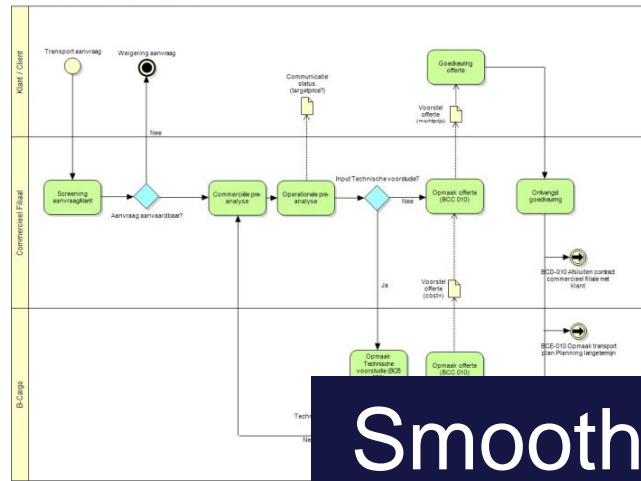 Klant / Client
Transport aanvraag
Weigering aanvraag
Communicatie
status
(targetprice?)
Goedkeuring
offerte
Voorstel
offerte
(marktprijs)
Nee
Commercieel Filiaal
Screening
aanvraagklant
Aanvraag aanvaardbaar?
Commerciële pre-
analyse
Operationele pre-
analyse
Input Technische voorstudie?
Nee
Opmaak offerte
(BCC 010)
Ontvangst
goedkeuring
Ja
Voorstel
offerte
(cost+)
BCD-010 Afsluiten contract
commercieel filiale met
klant
B-Cargo
Opmaak
Technische
voorstudie (BCB
Opmaak offerte
(BCC 010)
BCE-010 Opmaak transport
plan Planning langetermijn
Smooth